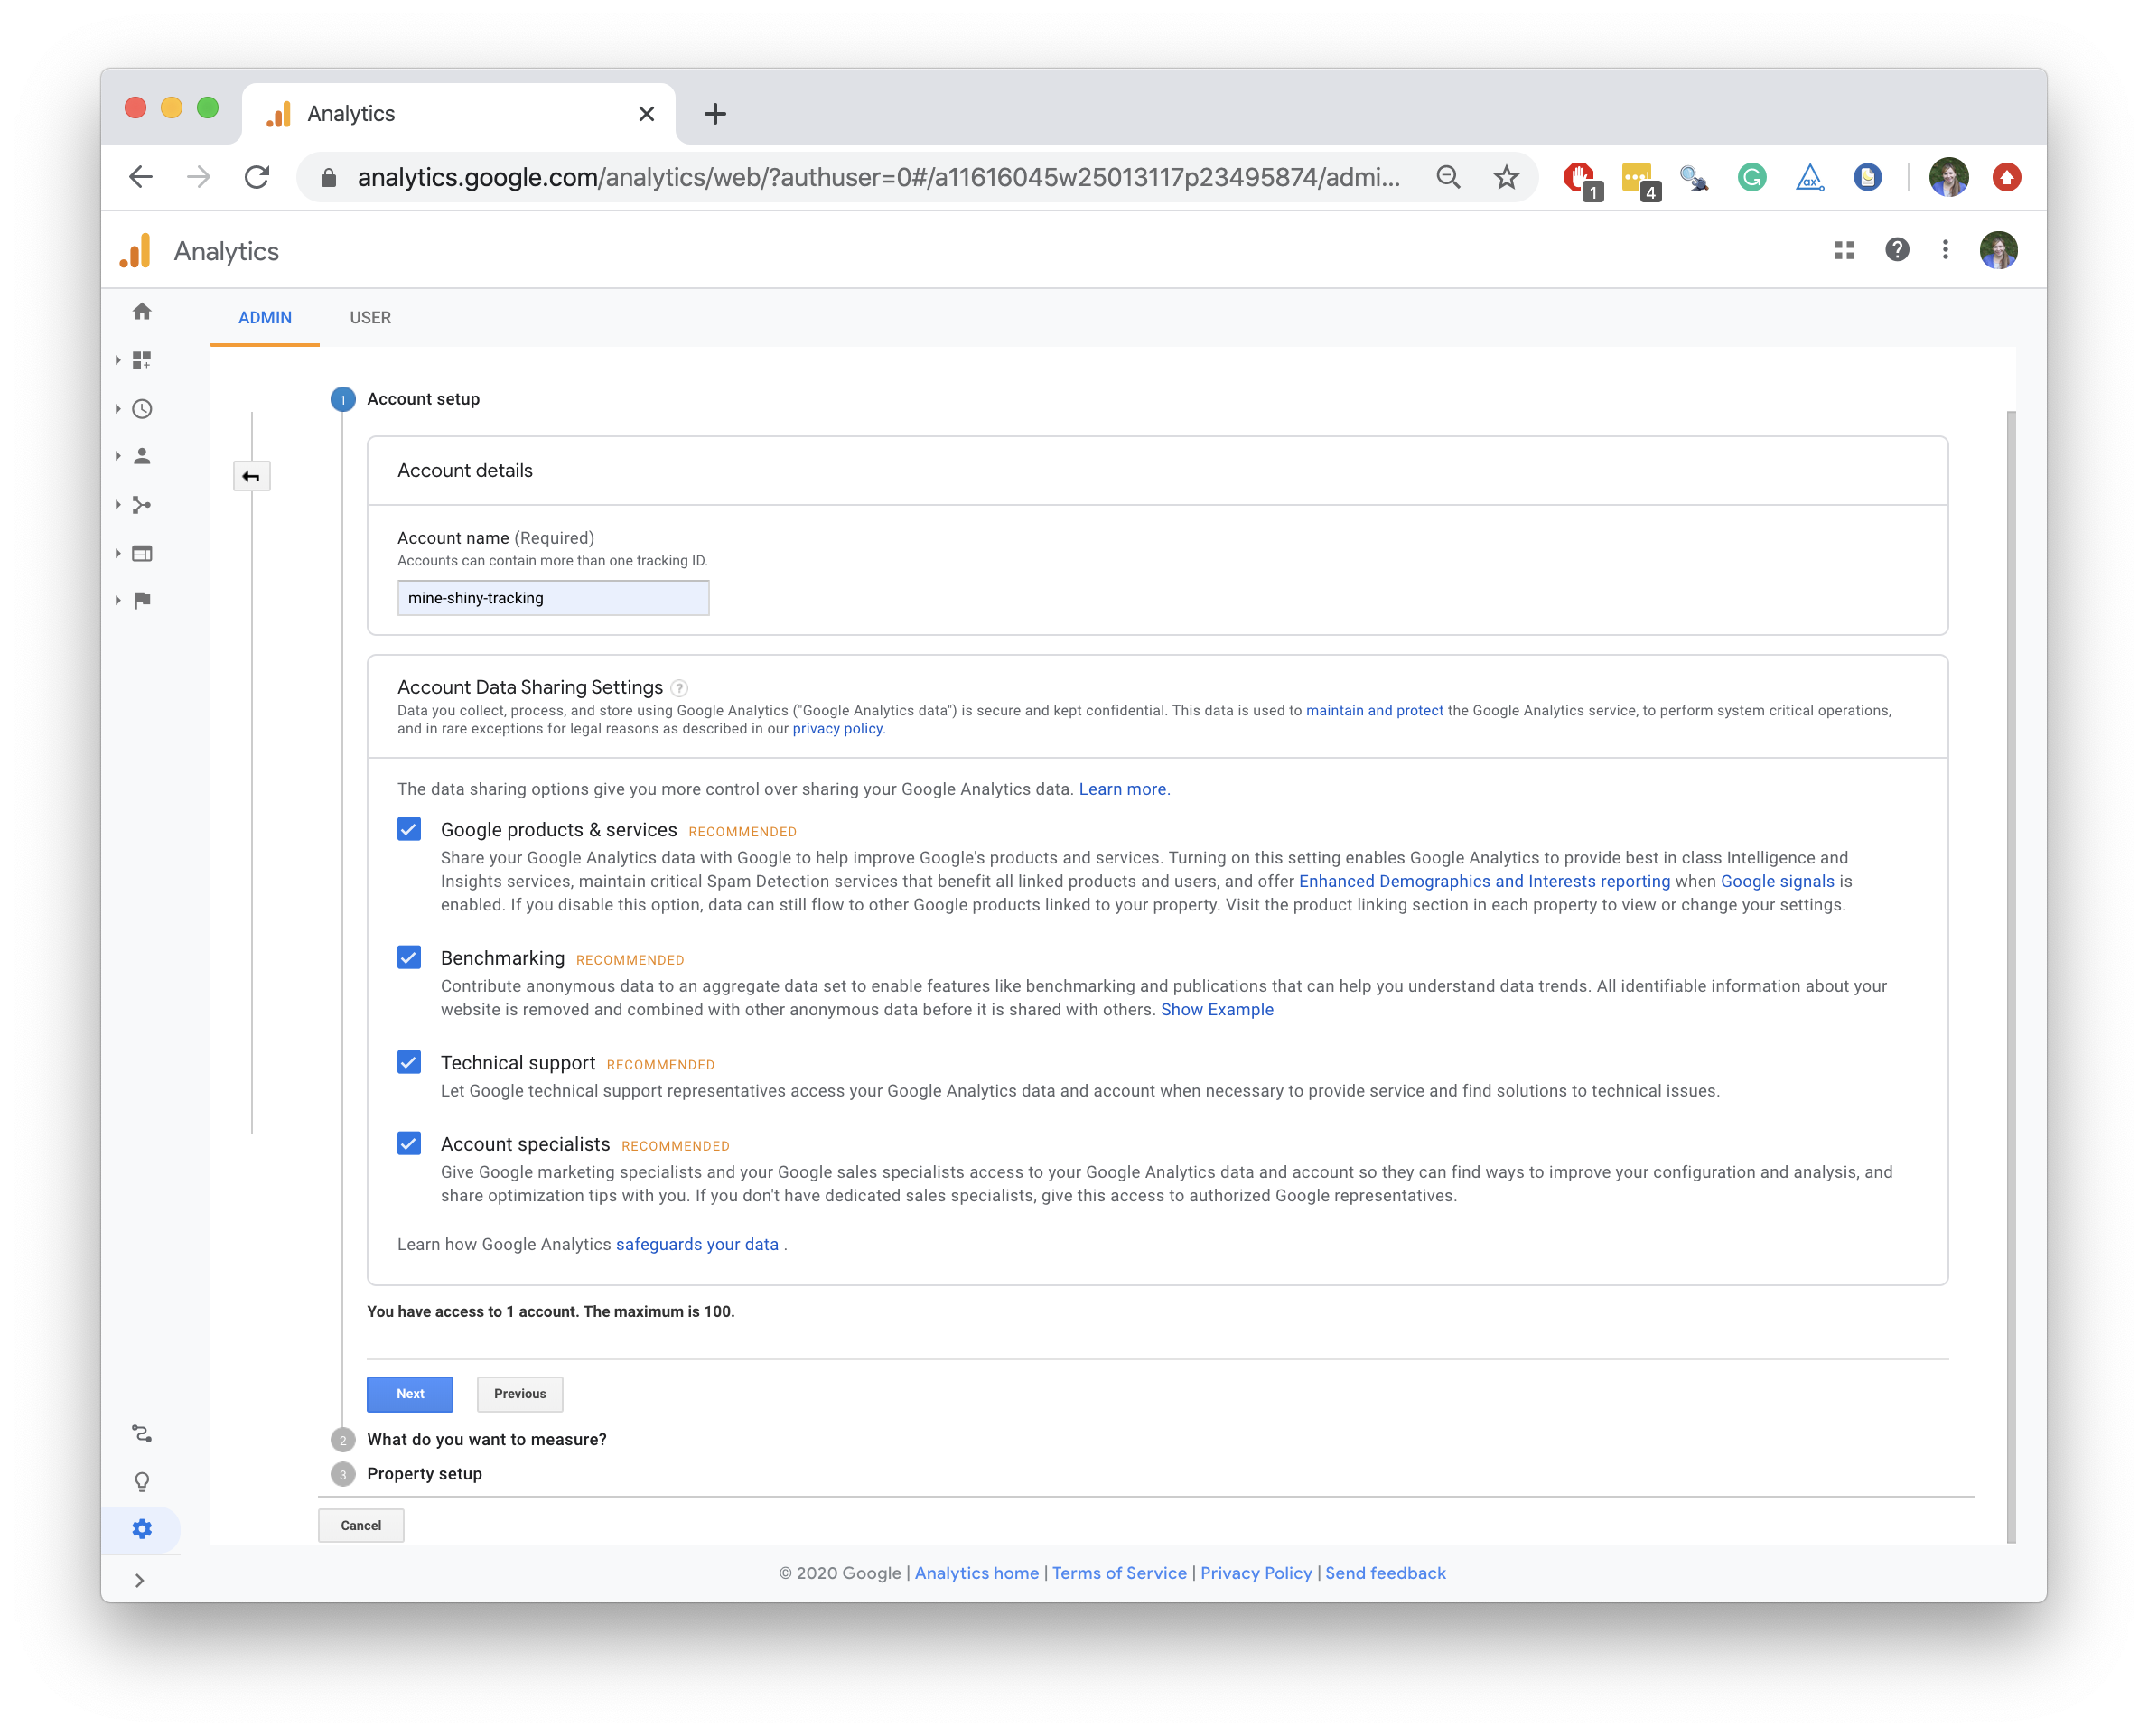 Analytics
analytics.google.com/analytics/web/?authuser=0#/a11616045w25013117p23495874/admi...
1
4
Analytics
ADMIN
USER
1 Account setup
Account details
Account name (Required)
Accounts can contain more than one tracking ID.
mine-shiny-tracking
Account Data Sharing Settings ?
Data you collect, process, and store using Google Analytics ("Google Analytics data") is secure and kept confidential. This data is used to maintain and protect the Google Analytics service, to perform system critical operations,
and in rare exceptions for legal reasons as described in our privacy policy.
The data sharing options give you more control over sharing your Google Analytics data. Learn more.
Google products & services RECOMMENDED
Share your Google Analytics data with Google to help improve Google's products and services. Turning on this setting enables Google Analytics to provide best in class Intelligence and
Insights services, maintain critical Spam Detection services that benefit all linked products and users, and offer Enhanced Demographics and Interests reporting when Google signals is
enabled. If you disable this option, data can still flow to other Google products linked to your property. Visit the product linking section in each property to view or change your settings.
Benchmarking RECOMMENDED
Contribute anonymous data to an aggregate data set to enable features like benchmarking and publications that can help you understand data trends. All identifiable information about your
website is removed and combined with other anonymous data before it is shared with others. Show Example
Technical support RECOMMENDED
Let Google technical support representatives access your Google Analytics data and account when necessary to provide service and find solutions to technical issues.
Account specialists RECOMMENDED
Give Google marketing specialists and your Google sales specialists access to your Google Analytics data and account so they can find ways to improve your configuration and analysis, and
share optimization tips with you. If you don't have dedicated sales specialists, give this access to authorized Google representatives.
Learn how Google Analytics safeguards your data .
You have access to 1 account. The maximum is 100.
Next
Previous
2 What do you want to measure?
3 Property setup
Cancel
© 2020 Google | Analytics home | Terms of Service | Privacy Policy | Send feedback